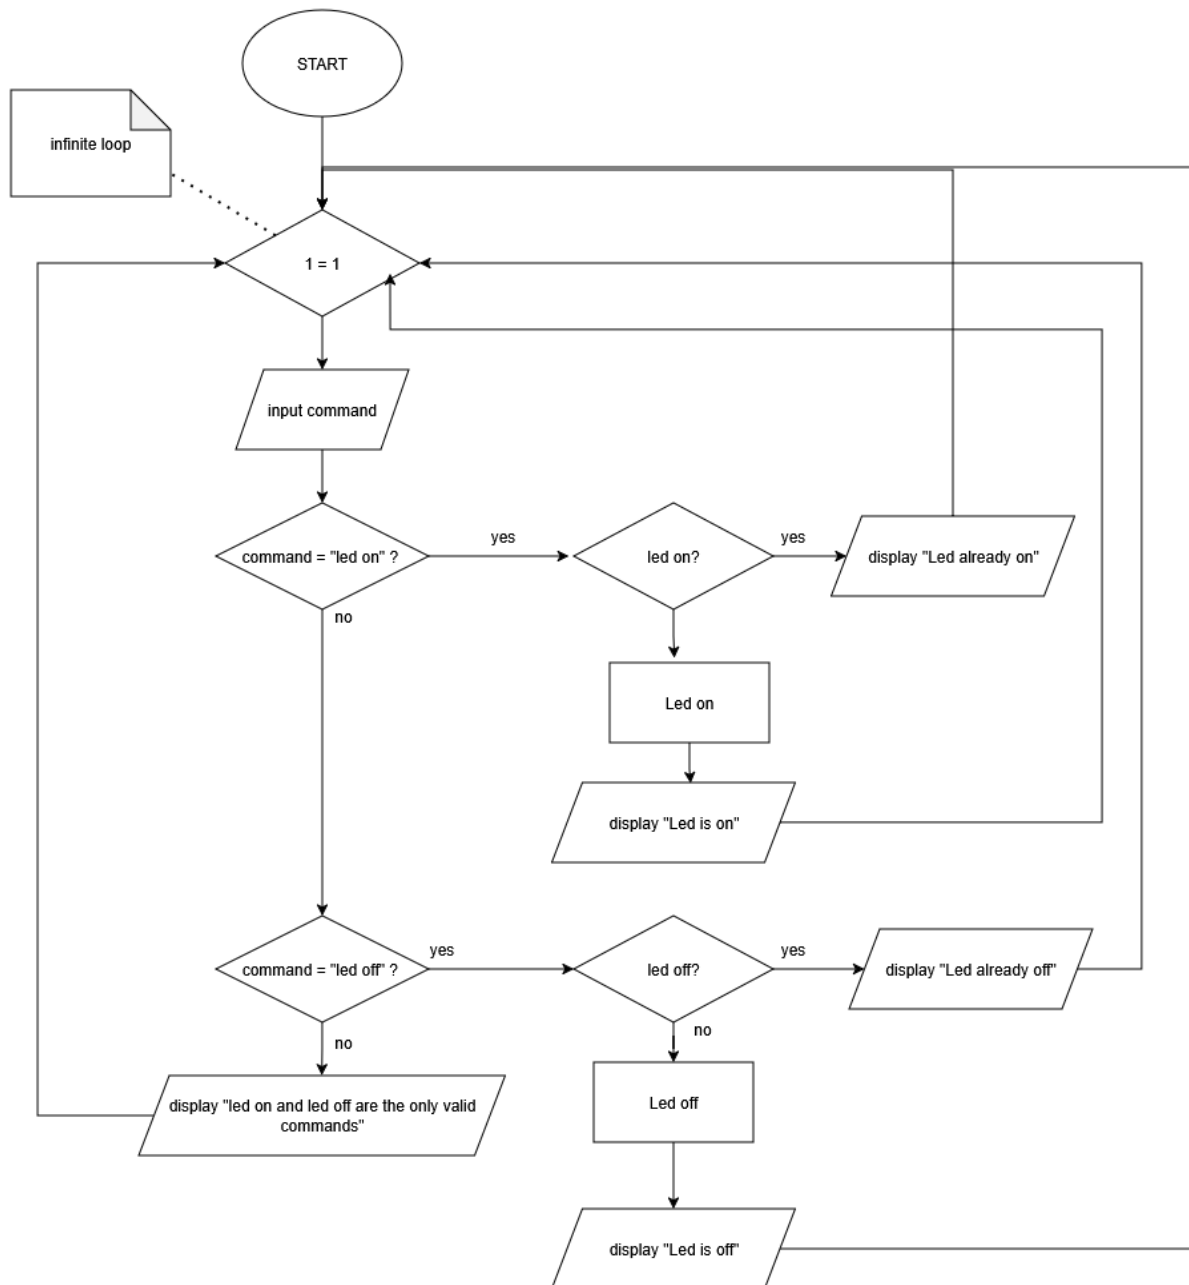 START
infinite loop
1 = 1
input command
command = "led on" ?
yes
led on?
yes
display "Led already on"
no
Led on
display "Led is on"
command = "led off" ?
yes
led off?
yes
display "Led already off"
no
no
display "led on and led off are the only valid
commands"
Led off
display "Led is off"